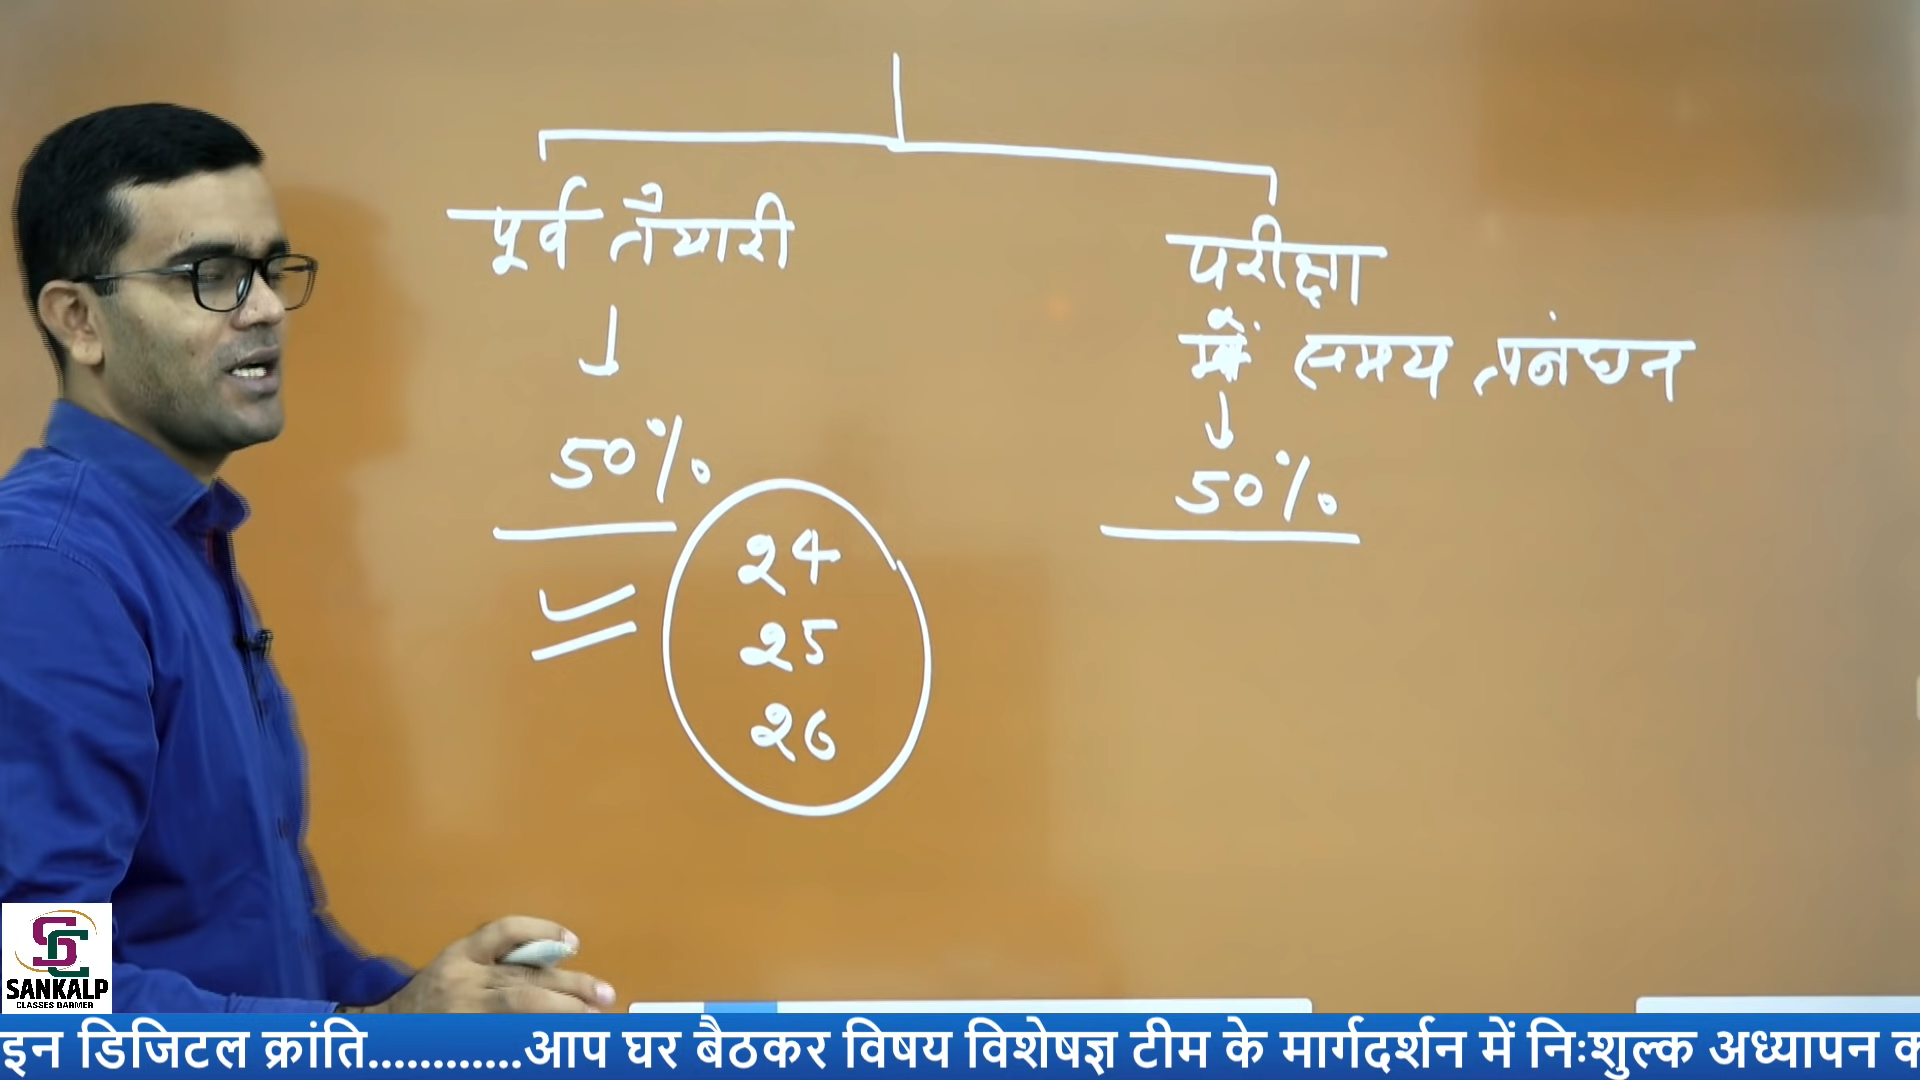 पूर्व तैयारी
परीक्षा
में समय प्रबंधन
50%
50%
24
25
26
SANKALP
CLASSES BARMER
इन डिजिटल क्रांति............आप घर बैठकर विषय विशेषज्ञ टीम के मार्गदर्शन में निःशुल्क अध्यापन